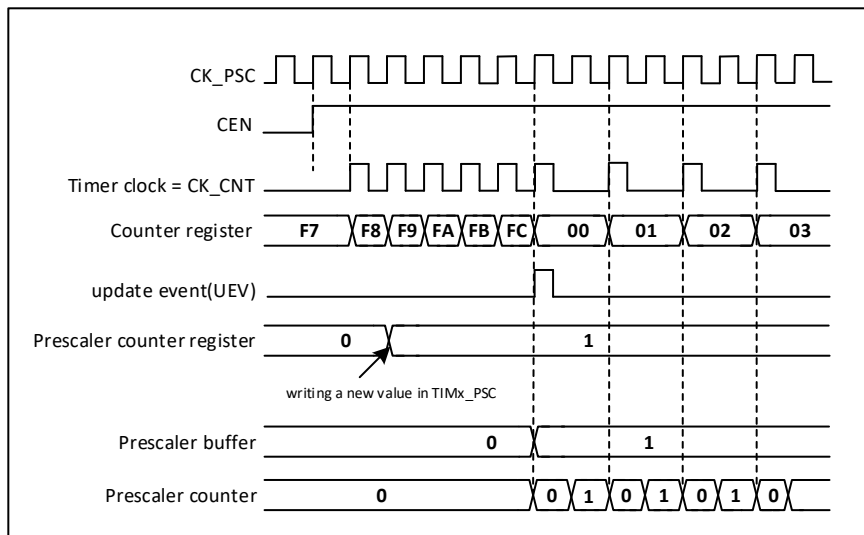 CK_PSC
CEN
Timer clock = CK_CNT
Counter register F7 F8 F9 FA FB FC 00 01 02 03
update event(UEV)
Prescaler counter register 0 1
writing a new value in TIMx_PSC
Prescaler buffer 0 1
Prescaler counter 0 0 1 0 1 0 1 0